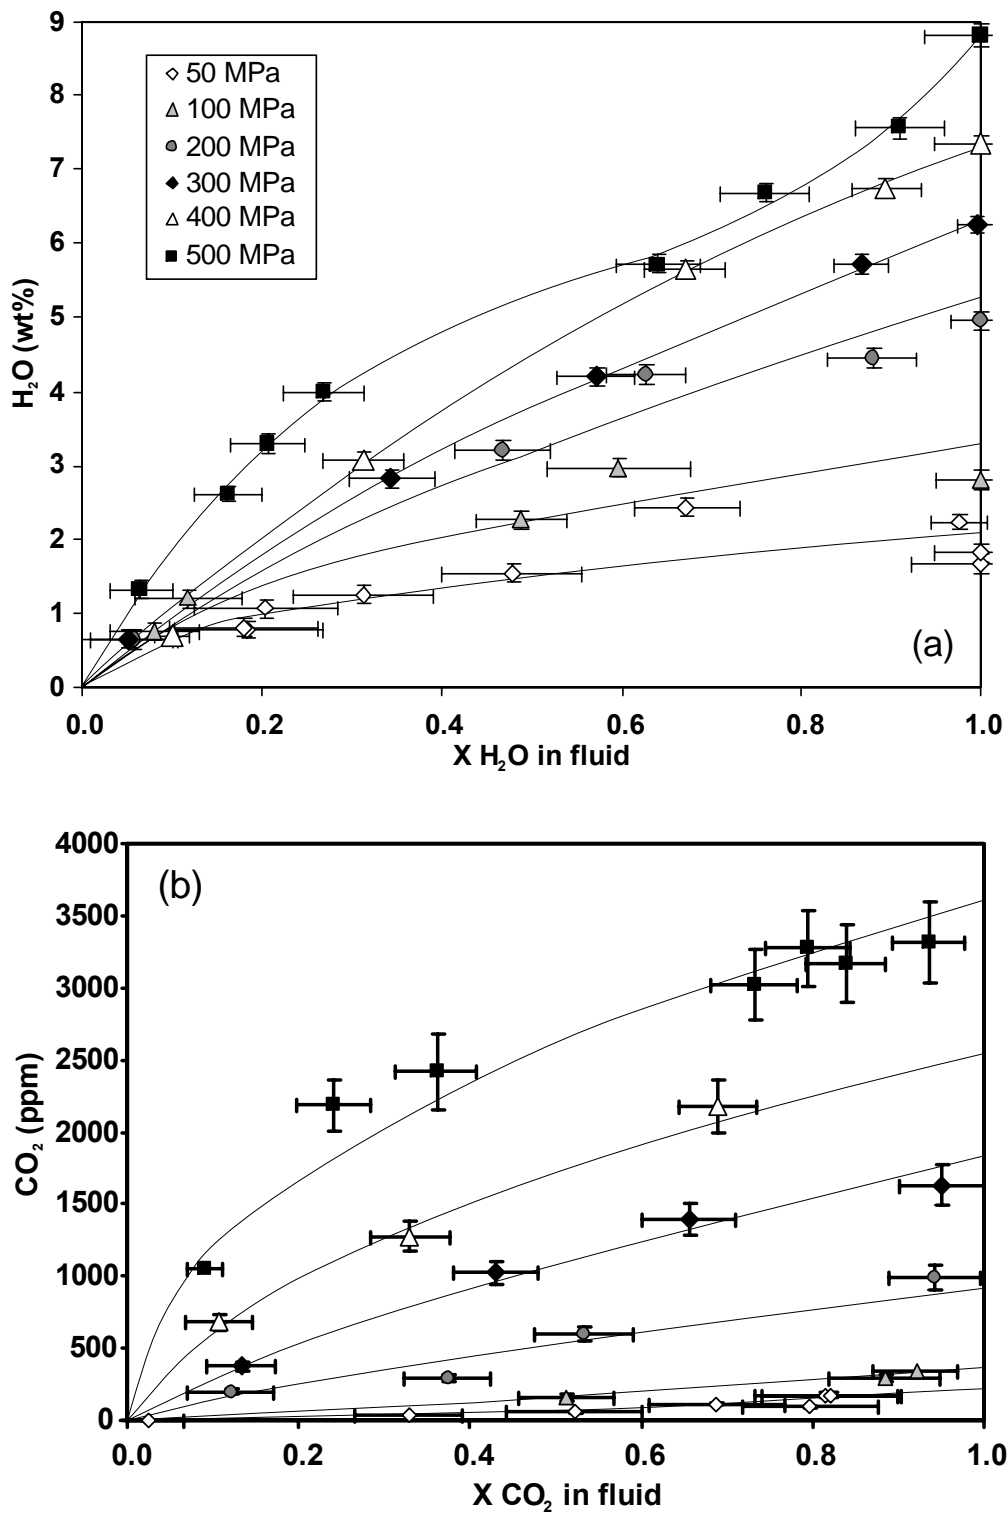 9
8
7
6
5
4
3
2
1
0
H₂O (wt%)
50 MPa
100 MPa
200 MPa
300 MPa
400 MPa
500 MPa
(a)
0.0 0.2 0.4 0.6 0.8 1.0
X H₂O in fluid
4000
3500
3000
2500
2000
1500
1000
500
0
CO₂ (ppm)
(b)
0.0 0.2 0.4 0.6 0.8 1.0
X CO₂ in fluid